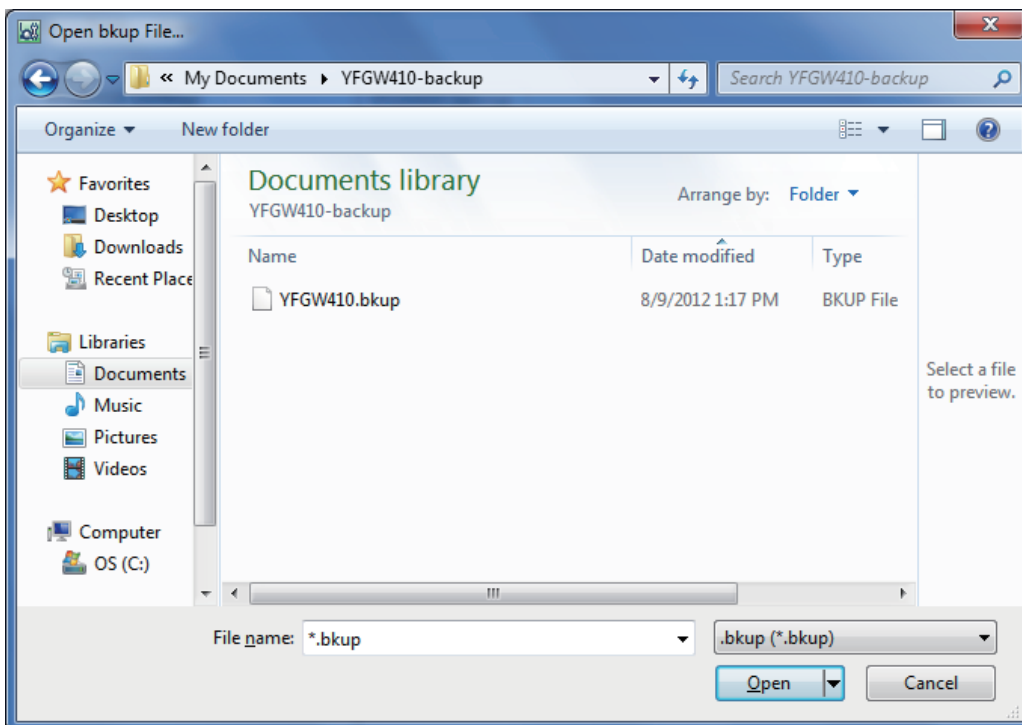 Open bkup File...
« My Documents ▸ YFGW410-backup
Search YFGW410-backup
Organize
New folder
Favorites
Desktop
Downloads
Recent Place
Libraries
Documents
Music
Pictures
Videos
Computer
OS (C:)
Documents library
YFGW410-backup
Arrange by: Folder
Name Date modified Type
YFGW410.bkup 8/9/2012 1:17 PM BKUP File
Select a file
to preview.
File name: *.bkup
.bkup (*.bkup)
Open
Cancel